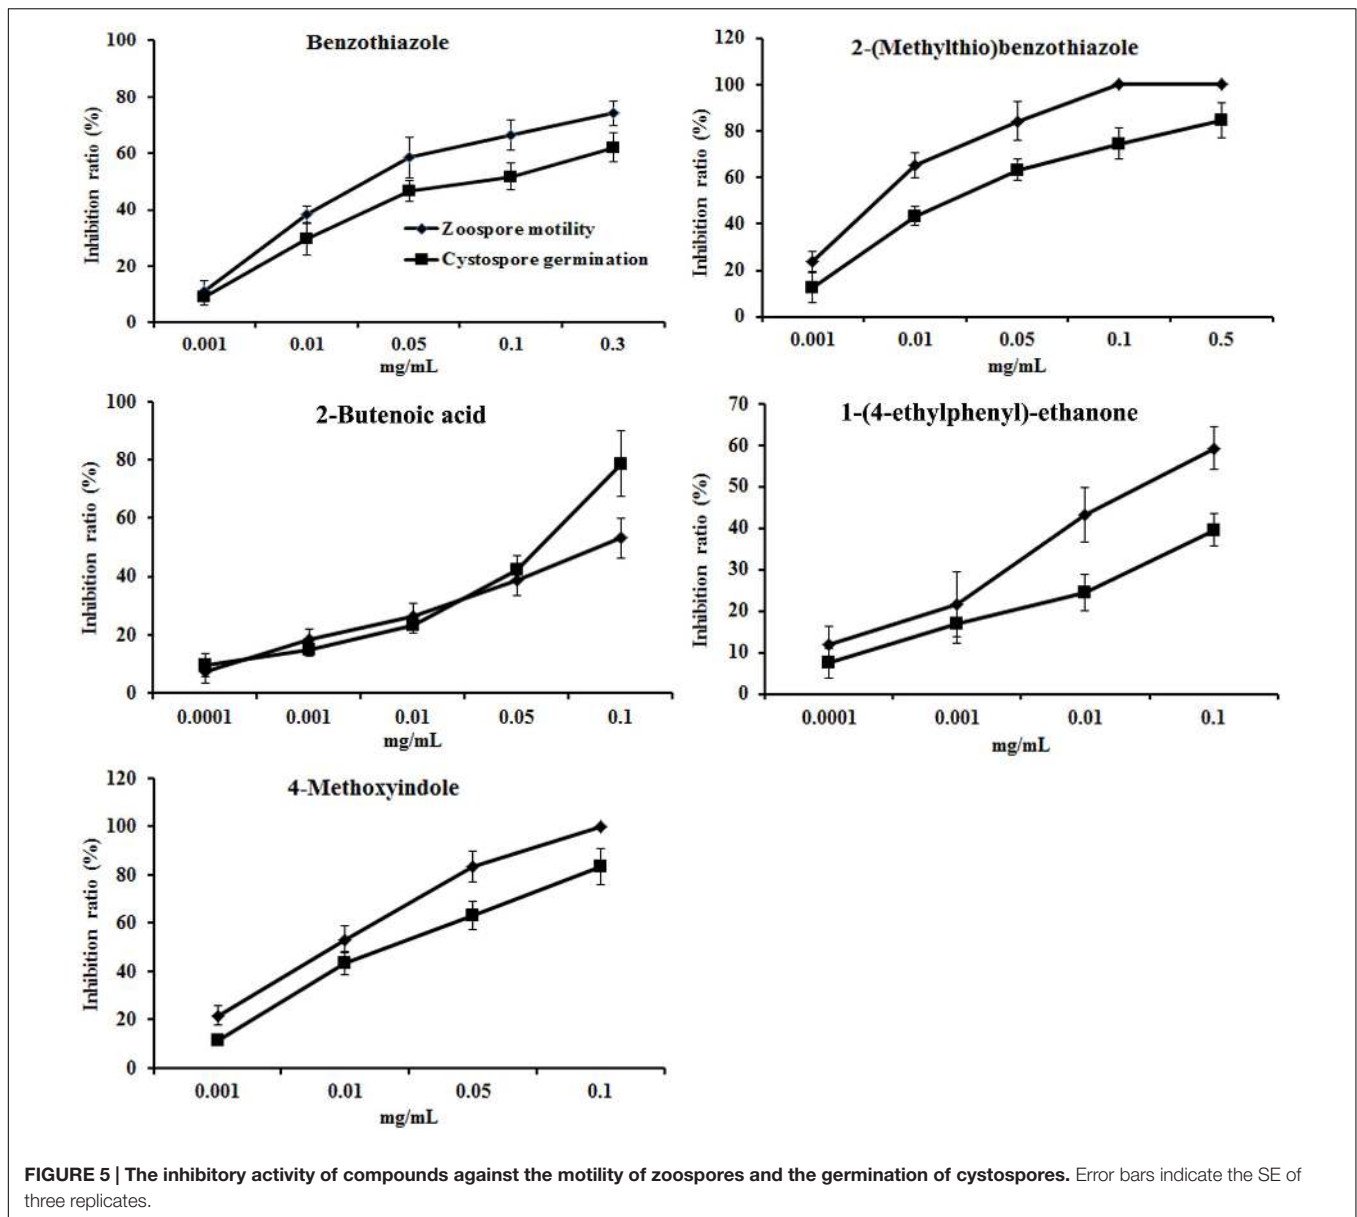 Benzothiazole
Inhibition ratio (%)
100
80
60
40
20
0
Zoospore motility
Cystospore germination
0.001 0.01 0.05 0.1 0.3
mg/mL
2-(Methylthio)benzothiazole
Inhibition ratio (%)
120
100
80
60
40
20
0
0.001 0.01 0.05 0.1 0.5
mg/mL
2-Butenoic acid
Inhibition ratio (%)
100
80
60
40
20
0
0.0001 0.001 0.01 0.05 0.1
mg/mL
1-(4-ethylphenyl)-ethanone
Inhibition ratio (%)
70
60
50
40
30
20
10
0
0.0001 0.001 0.01 0.1
mg/mL
4-Methoxyindole
Inhibition ratio (%)
120
100
80
60
40
20
0
0.001 0.01 0.05 0.1
mg/mL
FIGURE 5 | The inhibitory activity of compounds against the motility of zoospores and the germination of cystospores. Error bars indicate the SE of
three replicates.